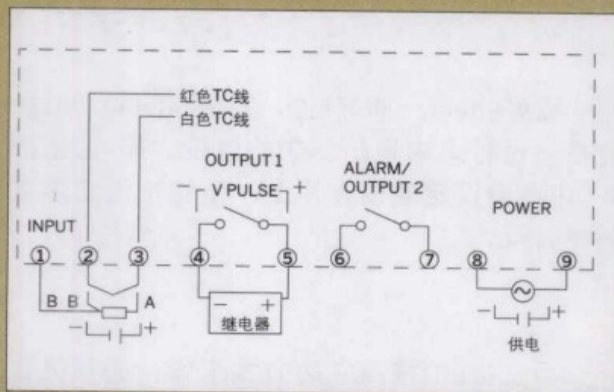 红色TC线
白色TC线
OUTPUT 1
V PULSE +
ALARM/
OUTPUT 2
POWER
INPUT
① ② ③ ④ ⑤ ⑥ ⑦ ⑧ ⑨
B B A
- +
- +
继电器
- +
供电